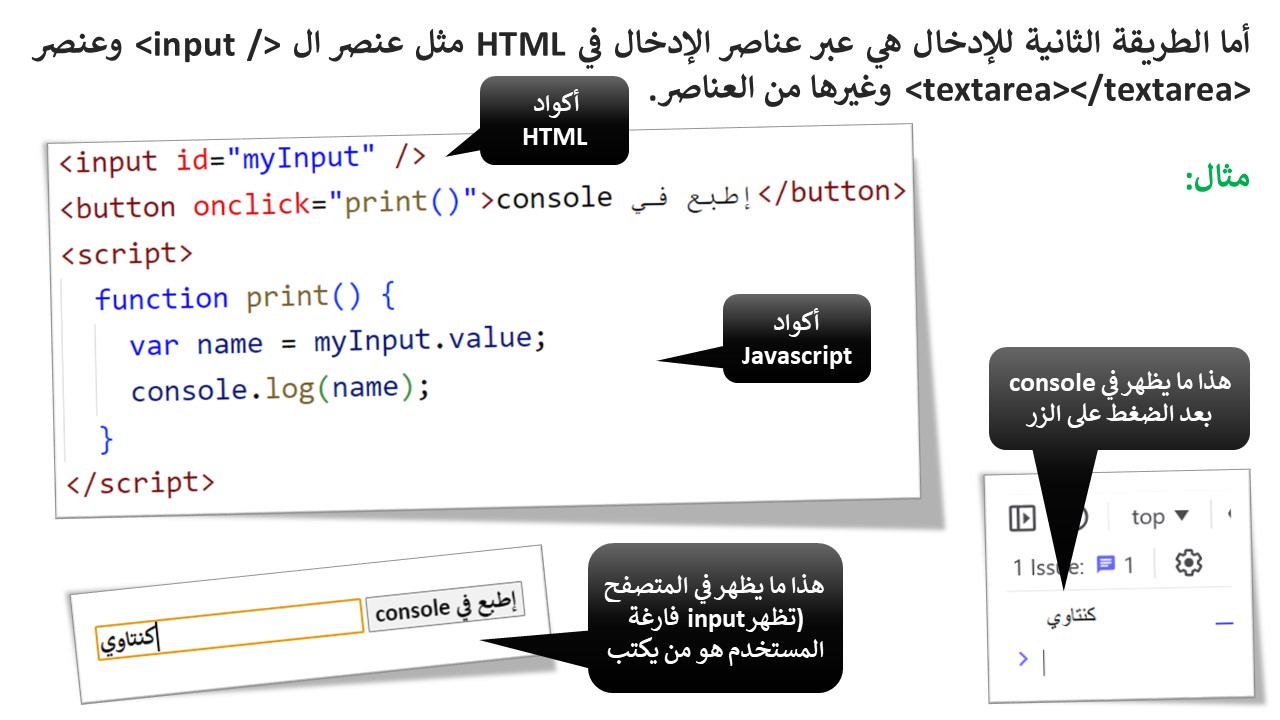 أما الطريقة الثانية للإدخال هي عبر عناصر الإدخال في HTML مثل عنصر ال <input /> وعنصر
<textarea></textarea> وغيرها من العناصر.
مثال:
أكواد
HTML
<input id="myInput" />
<button onclick="print()">إطبع في console</button>
<script>
function print() {
var name = myInput.value;
console.log(name);
}
</script>
أكواد
Javascript
هذا ما يظهر في console
بعد الضغط على الزر
top
1 Issue: 1
كنتاوي
>
هذا ما يظهر في المتصفح
(تظهر input فارغة
المستخدم هو من يكتب
كنتاوي
إطبع في console